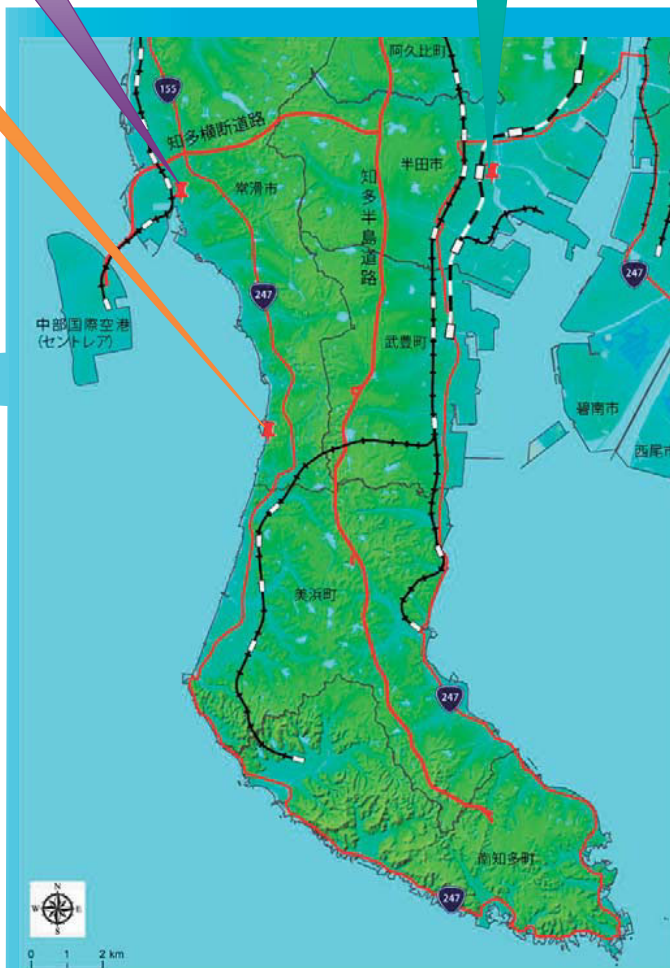 阿久比町
155
知多横断道路
半田市
常滑市
知多半島道路
247
247
中部国際空港
(セントレア)
武豊町
碧南市
西尾市
美浜町
247
南知多町
247
N
W E
S
0 1 2 km